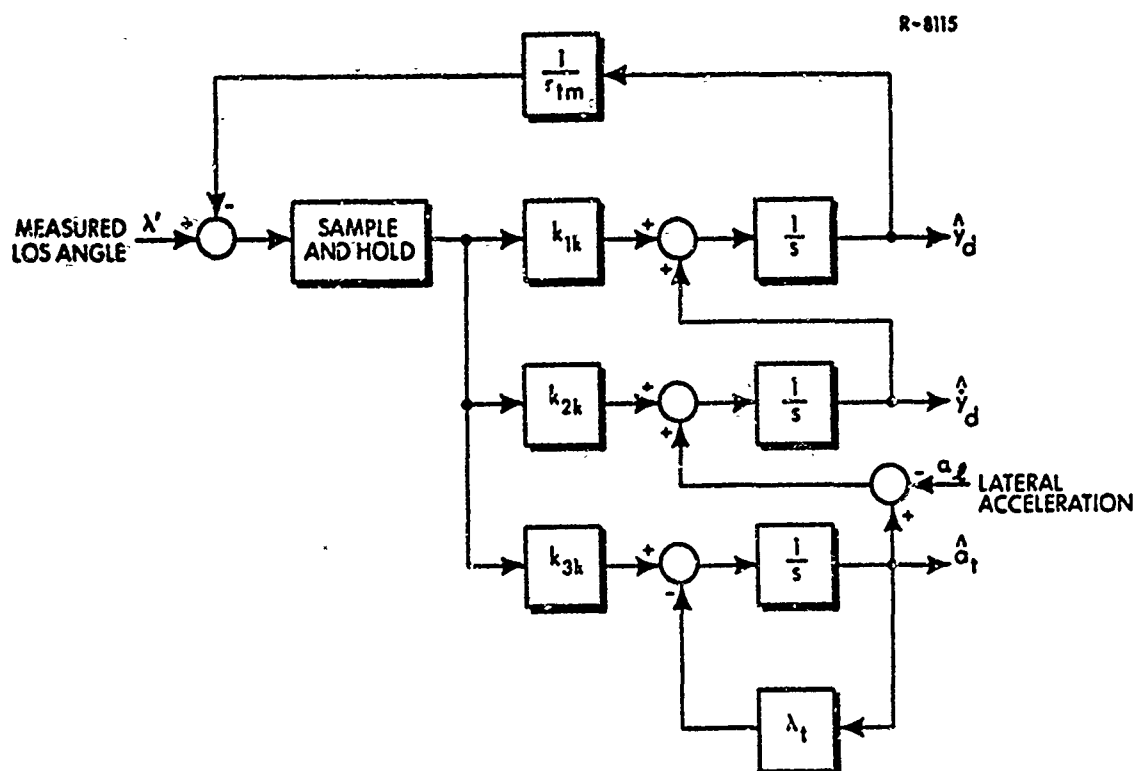 R-8115
1
r tm
MEASURED
LOS ANGLE
λ'
+
-
SAMPLE
AND HOLD
k1k
+
+
1
s
ŷd
k2k
+
+
1
s
ẏ̂d
- aℓ
LATERAL
ACCELERATION
+
k3k
+
-
1
s
ât
λt